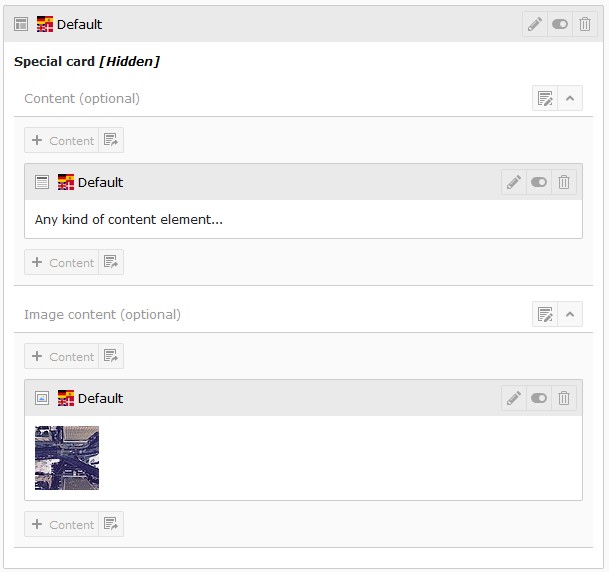 Default
Special card [Hidden]
Content (optional)
+ Content
Default
Any kind of content element...
+ Content
Image content (optional)
+ Content
Default
+ Content